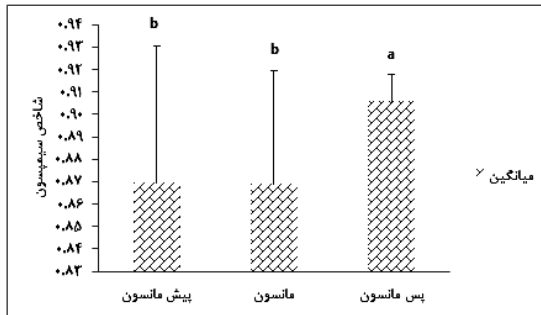 ۰.۹۴
۰.۹۳
۰.۹۲
۰.۹۱
۰.۹۰
۰.۸۹
۰.۸۸
۰.۸۷
۰.۸۶
۰.۸۵
۰.۸۴
۰.۸۳
شاخص سیمپسون
b
b
a
پیش مانسون
مانسون
پس مانسون
میانگین